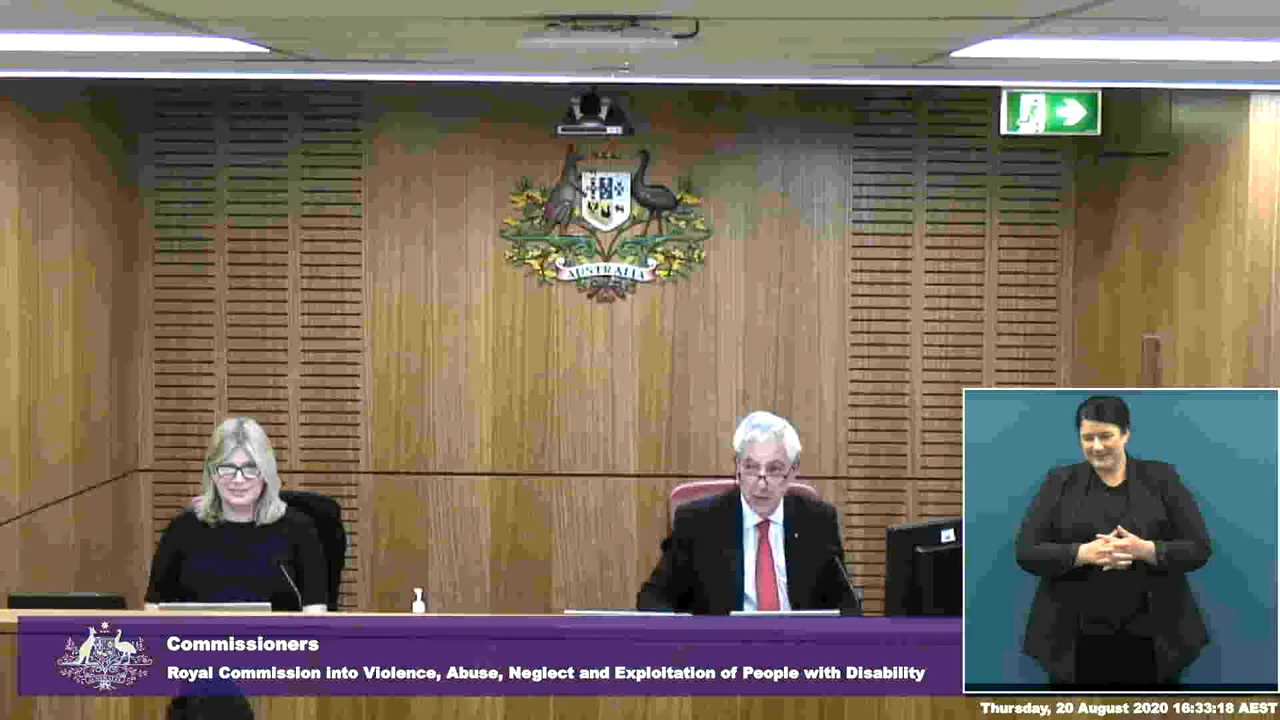 AUSTRALIA
Commissioners
Royal Commission into Violence, Abuse, Neglect and Exploitation of People with Disability
Thursday, 20 August 2020 16:33:18 AEST